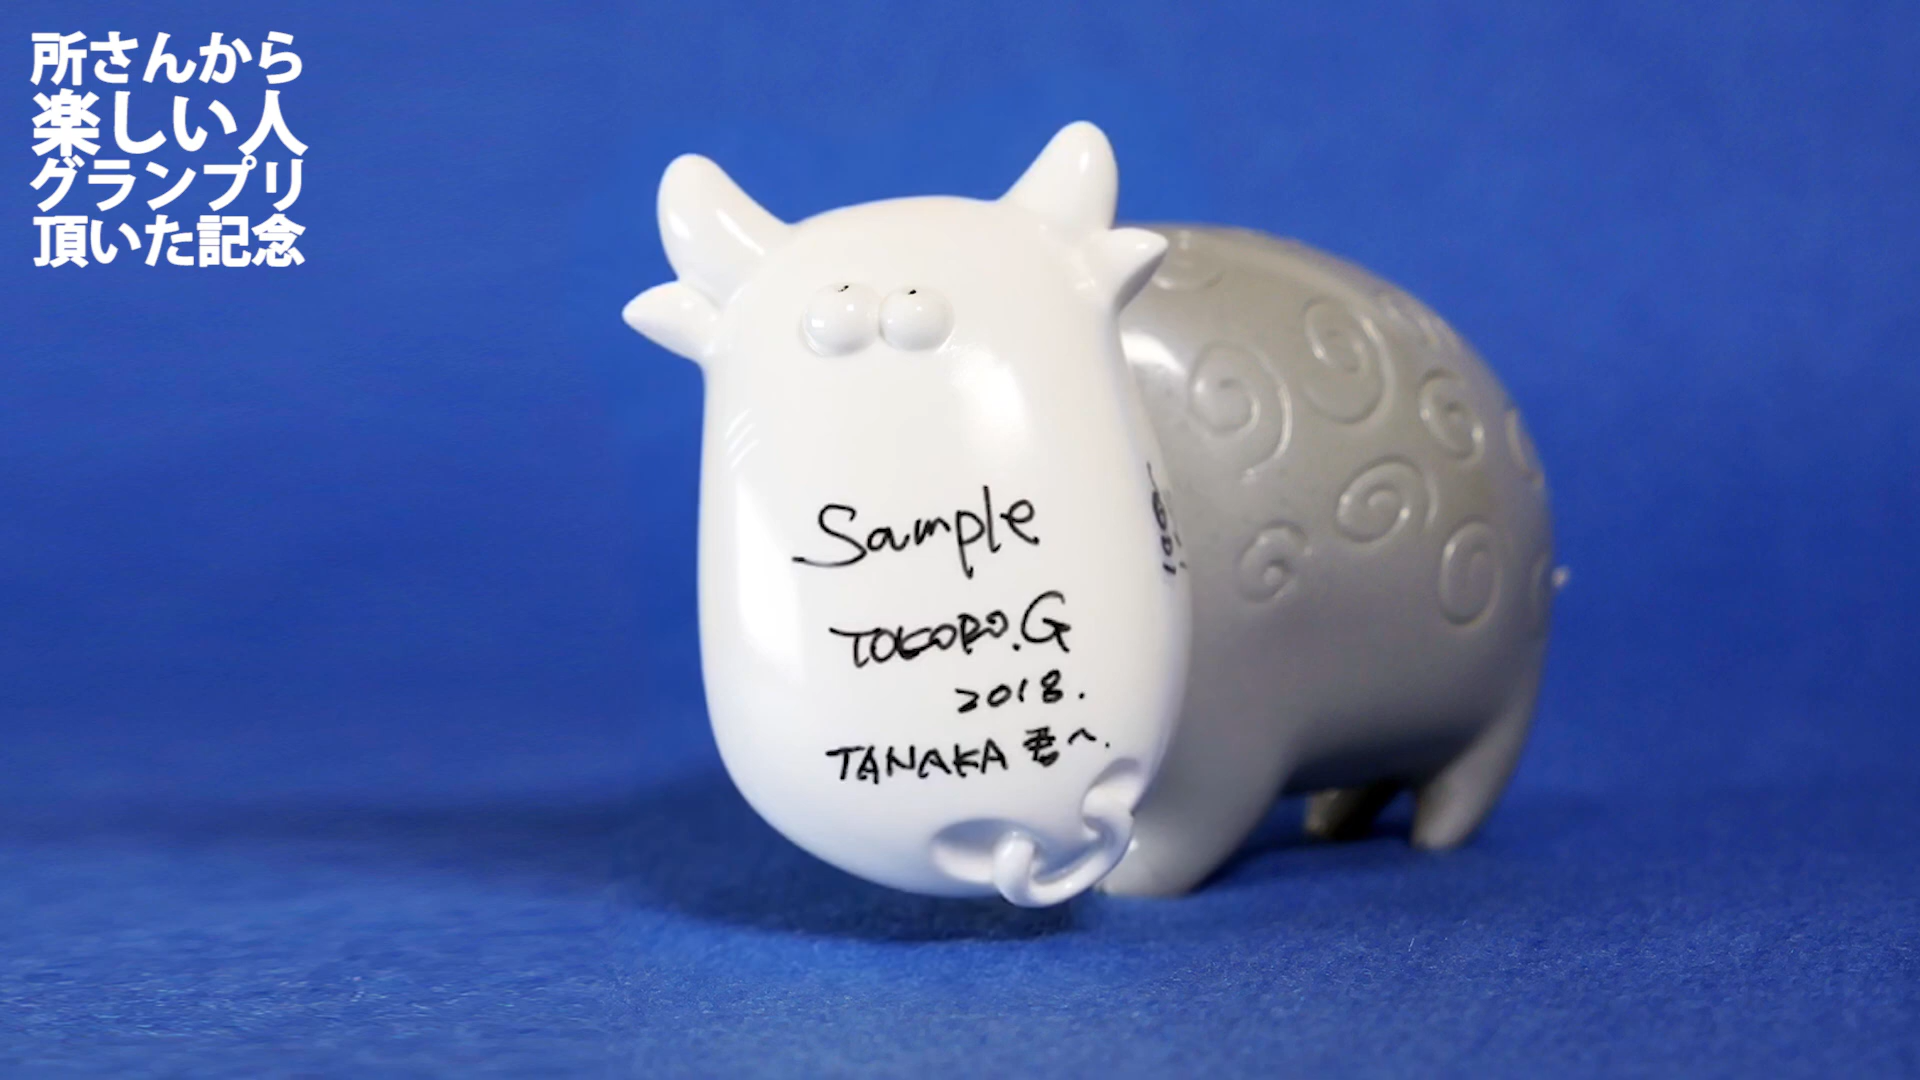 所さんから
楽しい人
グランプリ
頂いた記念
Sample
TOKORO.G
2018.
TANAKA君へ.